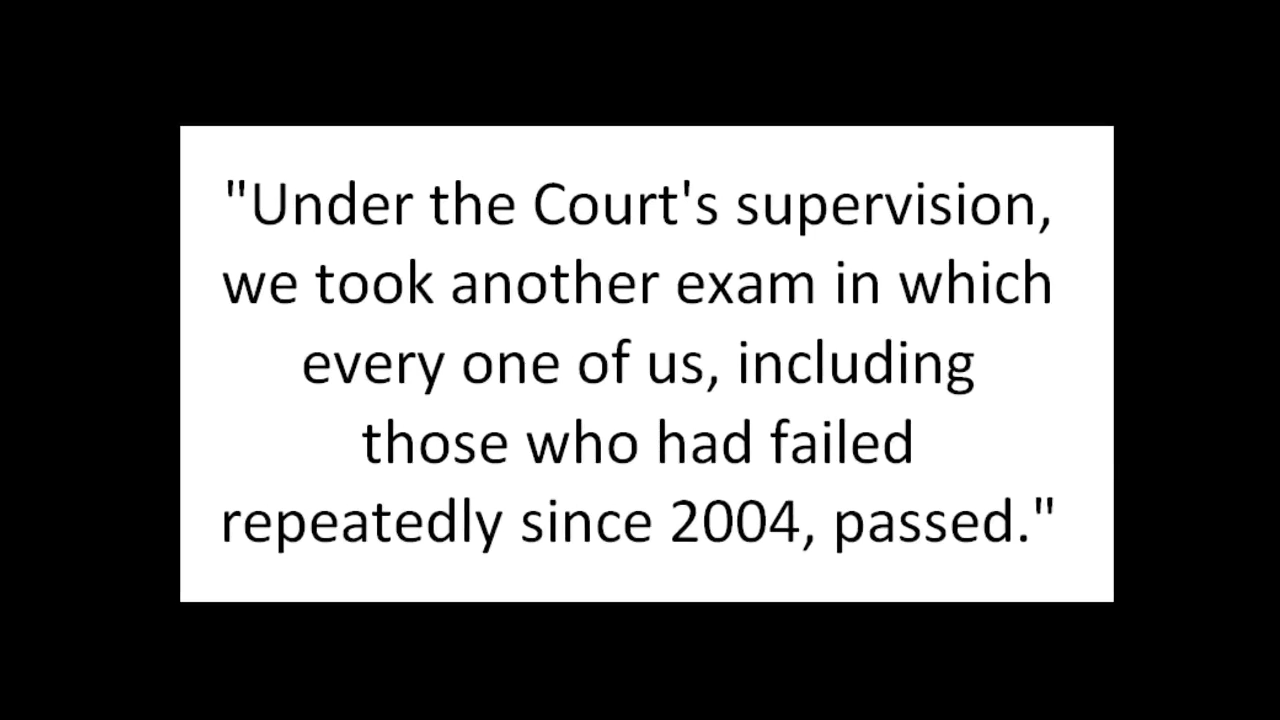 "Under the Court's supervision,
we took another exam in which
every one of us, including
those who had failed
repeatedly since 2004, passed."